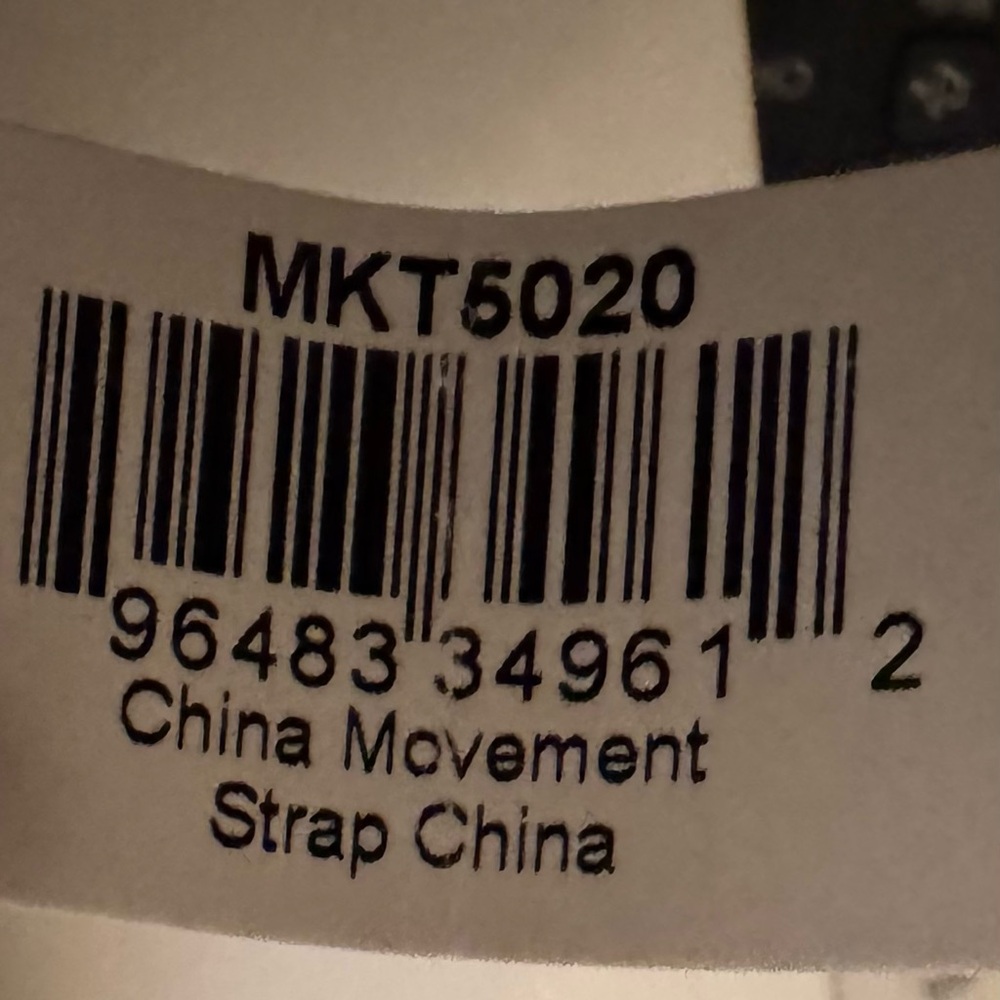 MKT5020
96483 34961 2
China Movement
Strap China